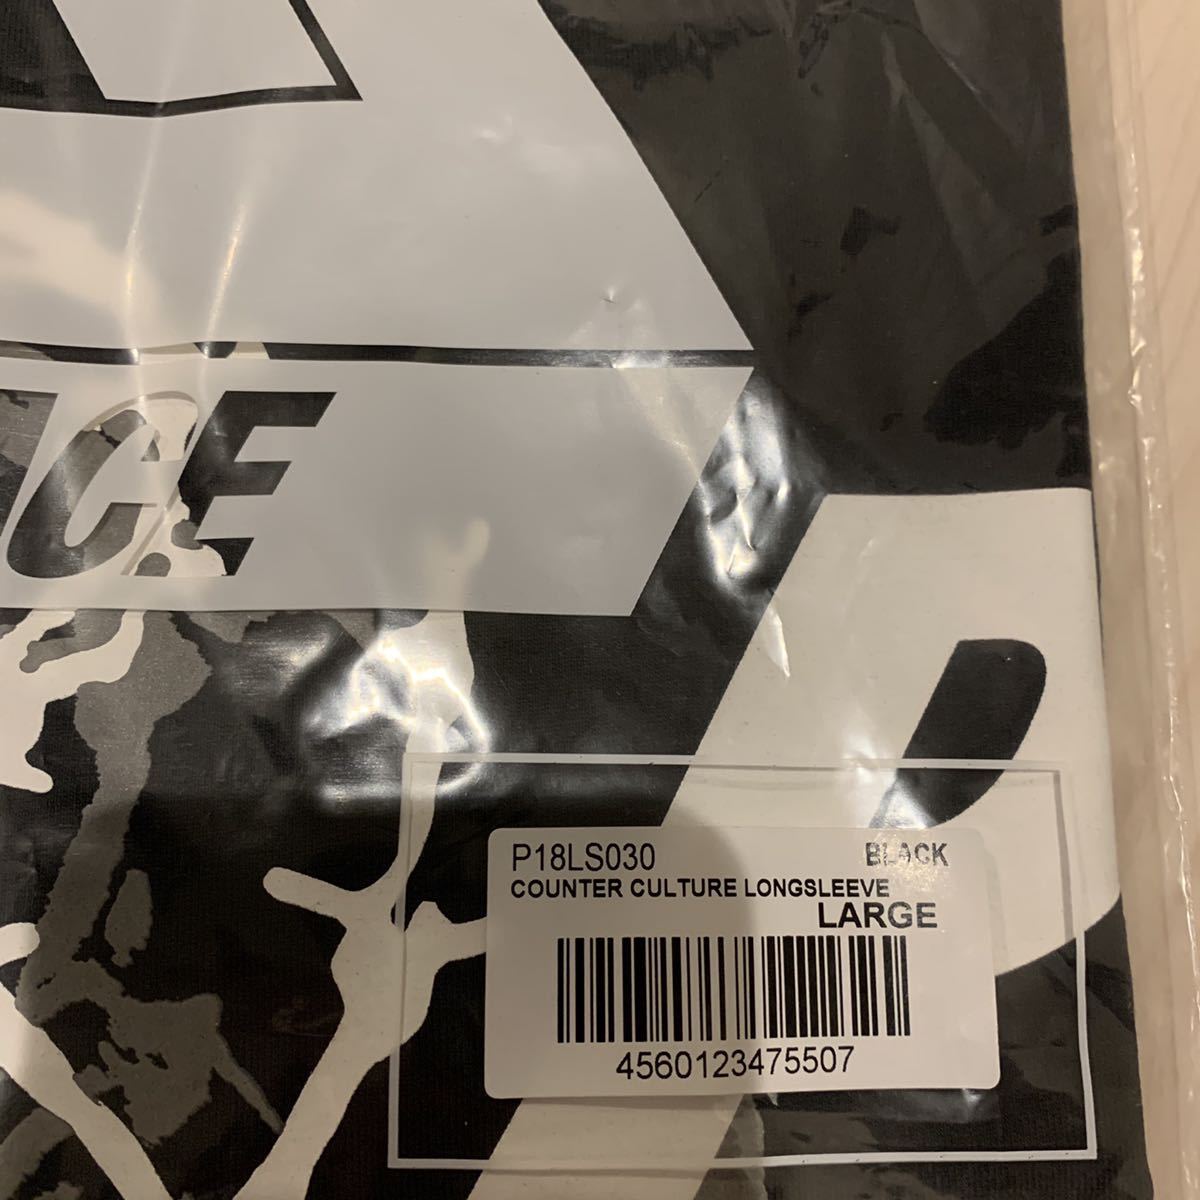 ACE
P18LS030 BLACK
COUNTER CULTURE LONGSLEEVE
LARGE
4560123475507